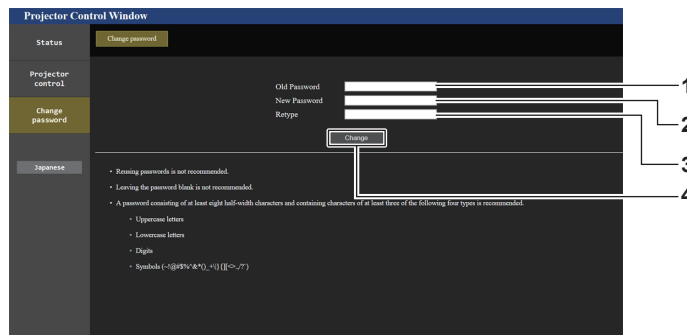 Projector Control Window
Status
Change password
Projector
control
Change
password
Japanese
Old Password
New Password
Retype
Change
1
2
3
4
• Reusing passwords is not recommended.
• Leaving the password blank is not recommended.
• A password consisting of at least eight half-width characters and containing characters of at least three of the following four types is recommended.
• Uppercase letters
• Lowercase letters
• Digits
• Symbols (~!@#$%^&*()_+\|}{][<>.,/?`)